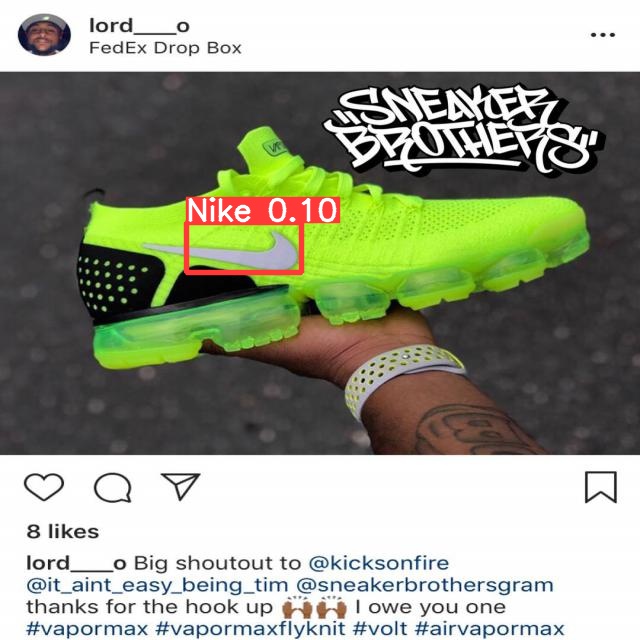 lord____o
FedEx Drop Box
"SNEAKER
BROTHERS"
Nike 0.10
8 likes
lord____o Big shoutout to @kicksonfire
@it_aint_easy_being_tim @sneakerbrothersgram
thanks for the hook up 🙌🏾🙌🏾 I owe you one
#vapormax #vapormaxflyknit #volt #airvapormax